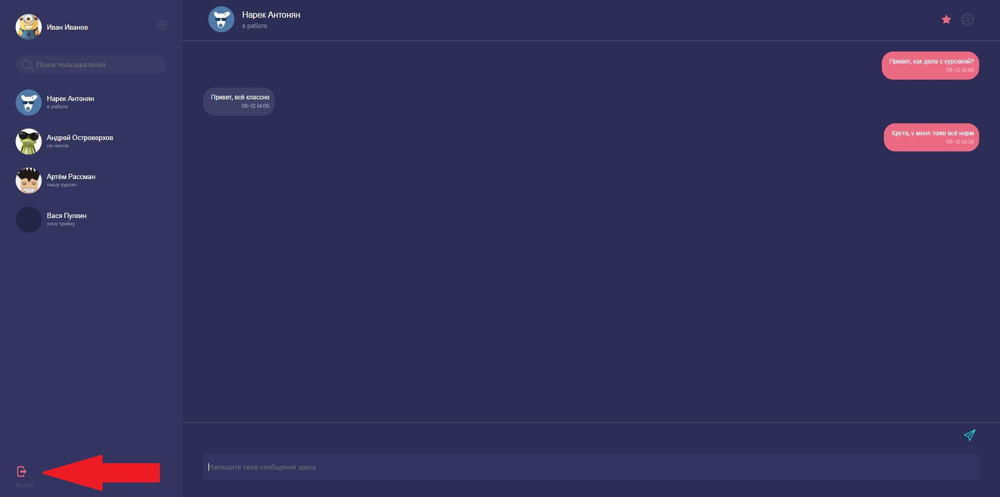 Иван Иванов
Поиск пользователей
Нарек Антонян
в работе
Андрей Островерхов
на чилле
Артём Рассман
пишу курсач
Вася Пупкин
хочу тройку
Выйти
Нарек Антонян
в работе
Привет, как дела с курсовой?
06-12 13:48
Привет, всё классно
06-12 14:05
Круто, у меня тоже всё норм
06-12 14:28
Напишите своё сообщение здесь